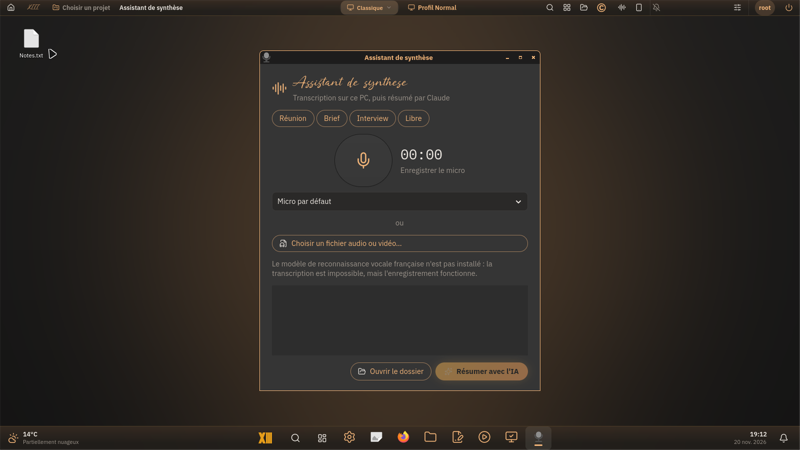 Choisir un projet
Assistant de synthèse
Classique
Profil Normal
root
Notes.txt
Assistant de synthèse
Assistant de synthese
Transcription sur ce PC, puis résumé par Claude
Réunion
Brief
Interview
Libre
00:00
Enregistrer le micro
Micro par défaut
ou
Choisir un fichier audio ou vidéo...
Le modèle de reconnaissance vocale française n'est pas installé : la
transcription est impossible, mais l'enregistrement fonctionne.
Ouvrir le dossier
Résumer avec l'IA
14°C
Partiellement nuageux
XIII
19:12
20 nov. 2026